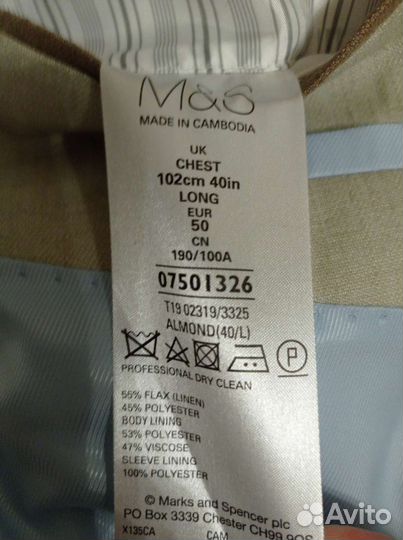 M&S
MADE IN CAMBODIA
UK
CHEST
102cm 40in
LONG
EUR
50
CN
190/100A
07501326
T19 02319/3325
ALMOND(40/L)
P
PROFESSIONAL DRY CLEAN
55% FLAX (LINEN)
45% POLYESTER
BODY LINING
53% POLYESTER
47% VISCOSE
SLEEVE LINING
100% POLYESTER
© Marks and Spencer plc
PO Box 3339 Chester CH99 9QS
X135CA CAM
Avito